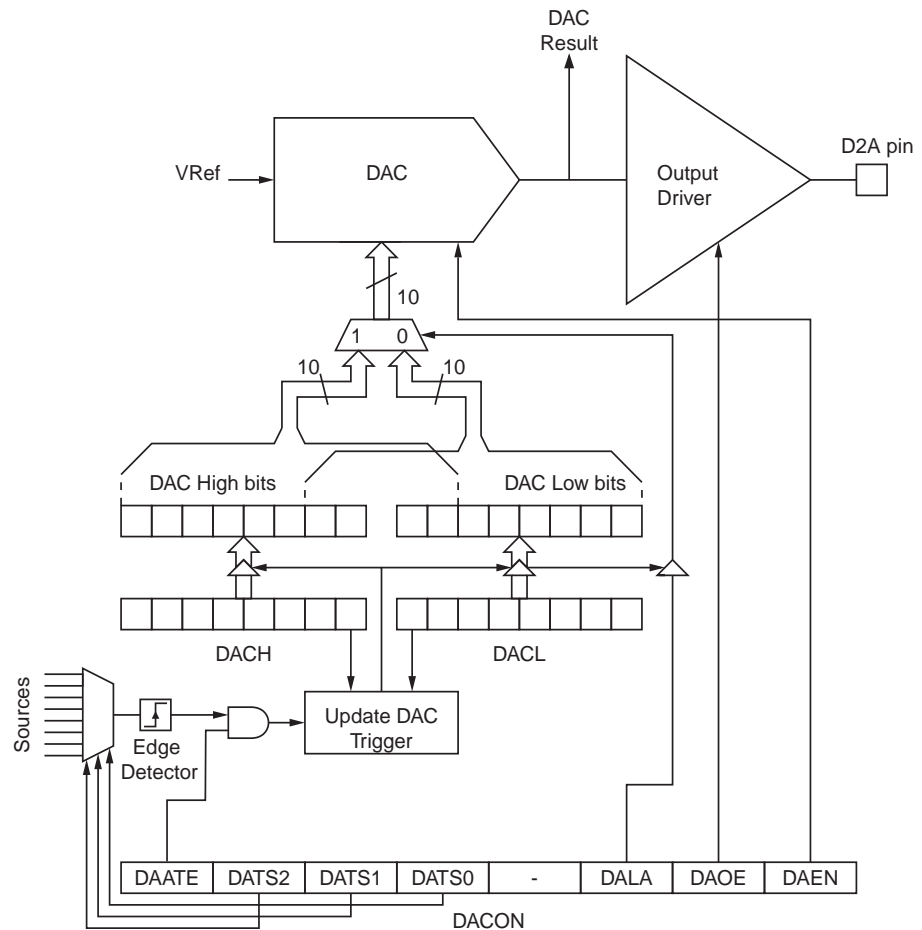 DAC
Result
D2A pin
VRef
DAC
Output
Driver
10
1 0
10 10
DAC High bits DAC Low bits
DACH DACL
Sources
Update DAC
Trigger
Edge
Detector
DAATE DATS2 DATS1 DATS0 - DALA DAOE DAEN
DACON